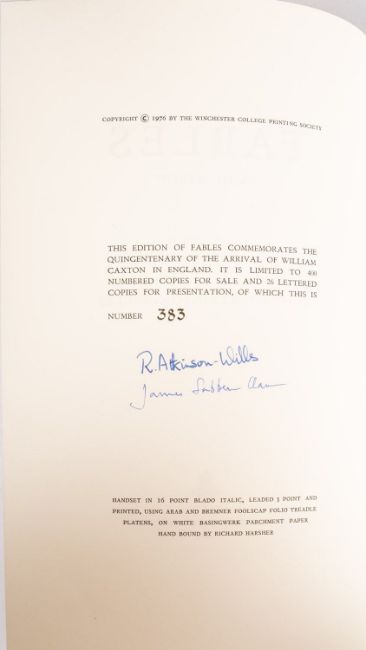 COPYRIGHT © 1976 BY THE WINCHESTER COLLEGE PRINTING SOCIETY
THIS EDITION OF FABLES COMMEMORATES THE
QUINGENTENARY OF THE ARRIVAL OF WILLIAM
CAXTON IN ENGLAND. IT IS LIMITED TO 400
NUMBERED COPIES FOR SALE AND 26 LETTERED
COPIES FOR PRESENTATION, OF WHICH THIS IS
NUMBER 383
R. Atkinson-Wills
James Sabben Clare
HANDSET IN 16 POINT BLADO ITALIC, LEADED 3 POINT AND
PRINTED, USING ARAB AND BREMNER FOOLSCAP FOLIO TREADLE
PLATENS, ON WHITE BASINGWERK PARCHMENT PAPER
HAND BOUND BY RICHARD HARSHER